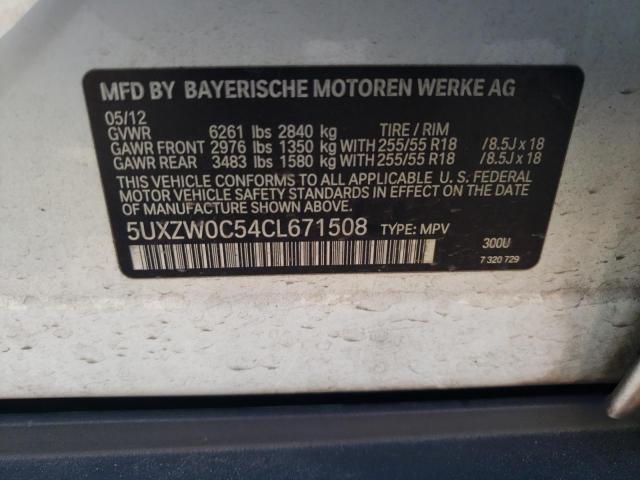 MFD BY BAYERISCHE MOTOREN WERKE AG
05/12
GVWR 6261 lbs 2840 kg TIRE / RIM
GAWR FRONT 2976 lbs 1350 kg WITH 255/55 R18 / 8.5J x 18
GAWR REAR 3483 lbs 1580 kg WITH 255/55 R18 / 8.5J x 18
THIS VEHICLE CONFORMS TO ALL APPLICABLE U. S. FEDERAL
MOTOR VEHICLE SAFETY STANDARDS IN EFFECT ON THE DATE
OF MANUFACTURE SHOWN ABOVE.
5UXZW0C54CL671508 TYPE: MPV
300U
7 320 729